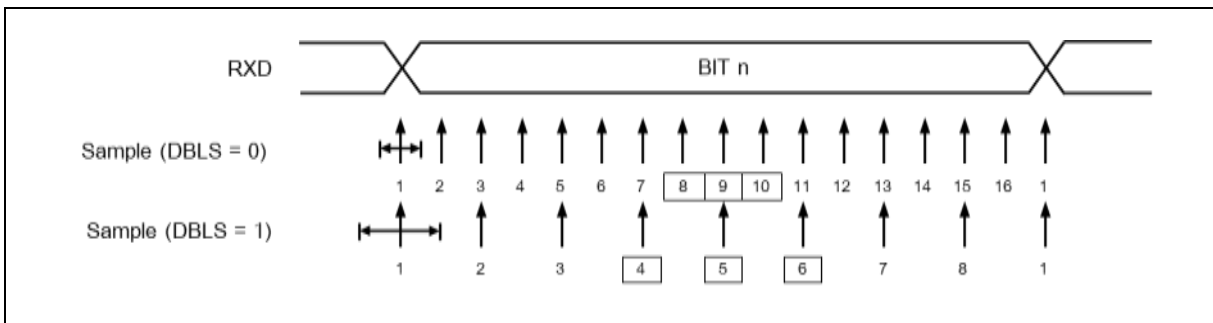 RXD BIT n
Sample (DBLS = 0)
1 2 3 4 5 6 7 8 9 10 11 12 13 14 15 16 1
Sample (DBLS = 1)
1 2 3 4 5 6 7 8 1